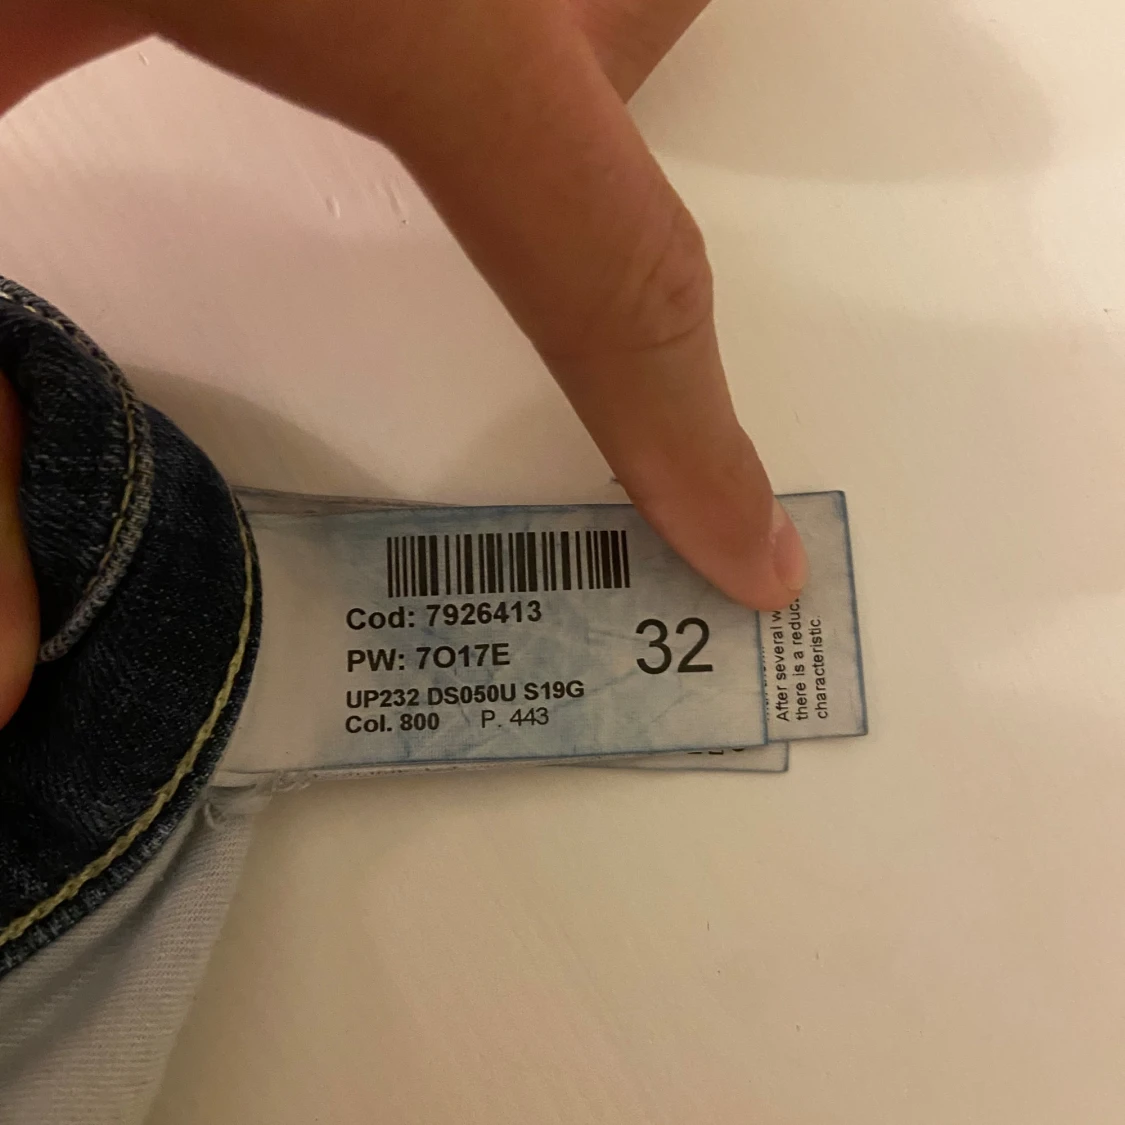 Cod: 7926413
PW: 7O17E
32
UP232 DS050U S19G
Col. 800 P. 443
After several
there is a reduc
characteristic.